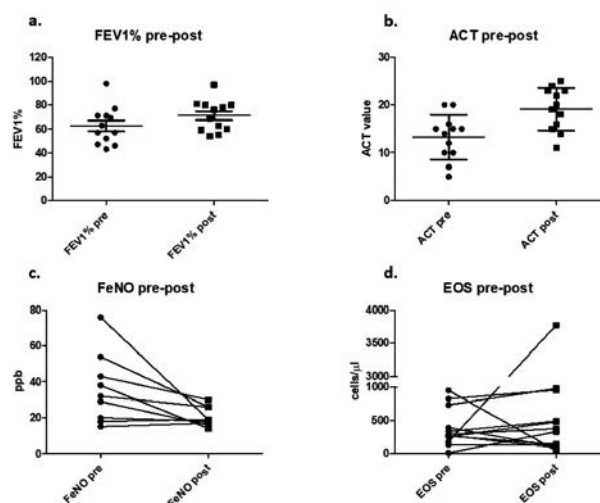 a.
FEV1% pre-post
120
100
80
60
40
20
0
FEV1%
FEV1% pre
FEV1% post
b.
ACT pre-post
30
20
10
0
ACT value
ACT pre
ACT post
c.
FeNO pre-post
80
60
40
20
0
ppb
FeNO pre
FeNO post
d.
EOS pre-post
4000
3500
3000
1000
500
0
cells/µl
EOS pre
EOS post